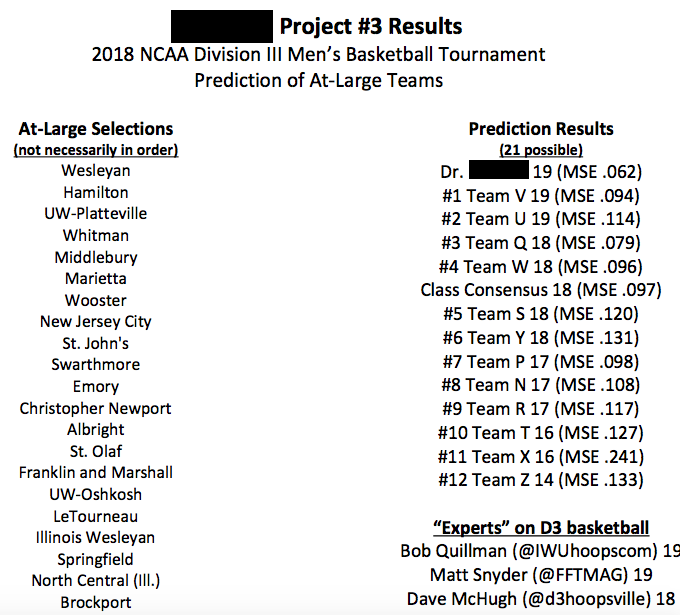 Project #3 Results
2018 NCAA Division III Men's Basketball Tournament
Prediction of At-Large Teams
At-Large Selections
(not necessarily in order)
Wesleyan
Hamilton
UW-Platteville
Whitman
Middlebury
Marietta
Wooster
New Jersey City
St. John's
Swarthmore
Emory
Christopher Newport
Albright
St. Olaf
Franklin and Marshall
UW-Oshkosh
LeTourneau
Illinois Wesleyan
Springfield
North Central (Ill.)
Brockport
Prediction Results
(21 possible)
Dr. 19 (MSE .062)
#1 Team V 19 (MSE .094)
#2 Team U 19 (MSE .114)
#3 Team Q 18 (MSE .079)
#4 Team W 18 (MSE .096)
Class Consensus 18 (MSE .097)
#5 Team S 18 (MSE .120)
#6 Team Y 18 (MSE .131)
#7 Team P 17 (MSE .098)
#8 Team N 17 (MSE .108)
#9 Team R 17 (MSE .117)
#10 Team T 16 (MSE .127)
#11 Team X 16 (MSE .241)
#12 Team Z 14 (MSE .133)
“Experts” on D3 basketball
Bob Quillman (@IWUhoopscom) 19
Matt Snyder (@FFTMAG) 19
Dave McHugh (@d3hoopsville) 18